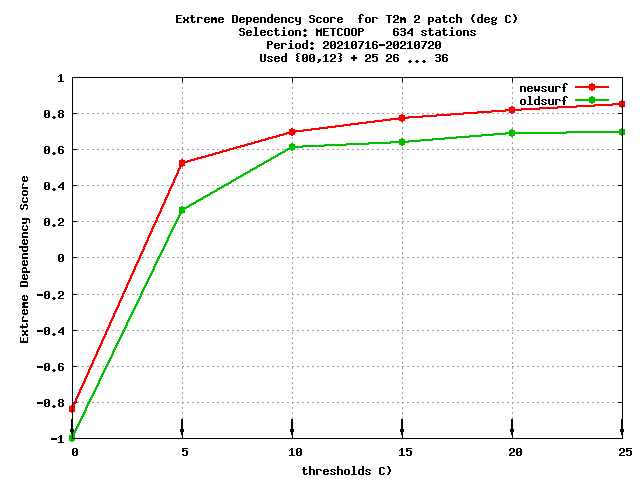 Extreme Dependency Score  for T2m 2 patch (deg C)
Selection: METCOOP    634 stations
Period: 20210716-20210720
Used {00,12} + 25 26 ... 36
newsurf
oldsurf
1
0.8
0.6
0.4
0.2
0
-0.2
-0.4
-0.6
-0.8
-1
Extreme Dependency Score
0 5 10 15 20 25
thresholds C)